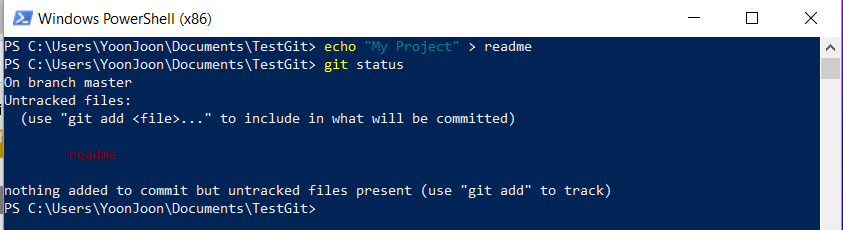 Windows PowerShell (x86)
PS C:\Users\YoonJoon\Documents\TestGit> echo "My Project" > readme
PS C:\Users\YoonJoon\Documents\TestGit> git status
On branch master
Untracked files:
  (use "git add <file>..." to include in what will be committed)
        readme
nothing added to commit but untracked files present (use "git add" to track)
PS C:\Users\YoonJoon\Documents\TestGit>